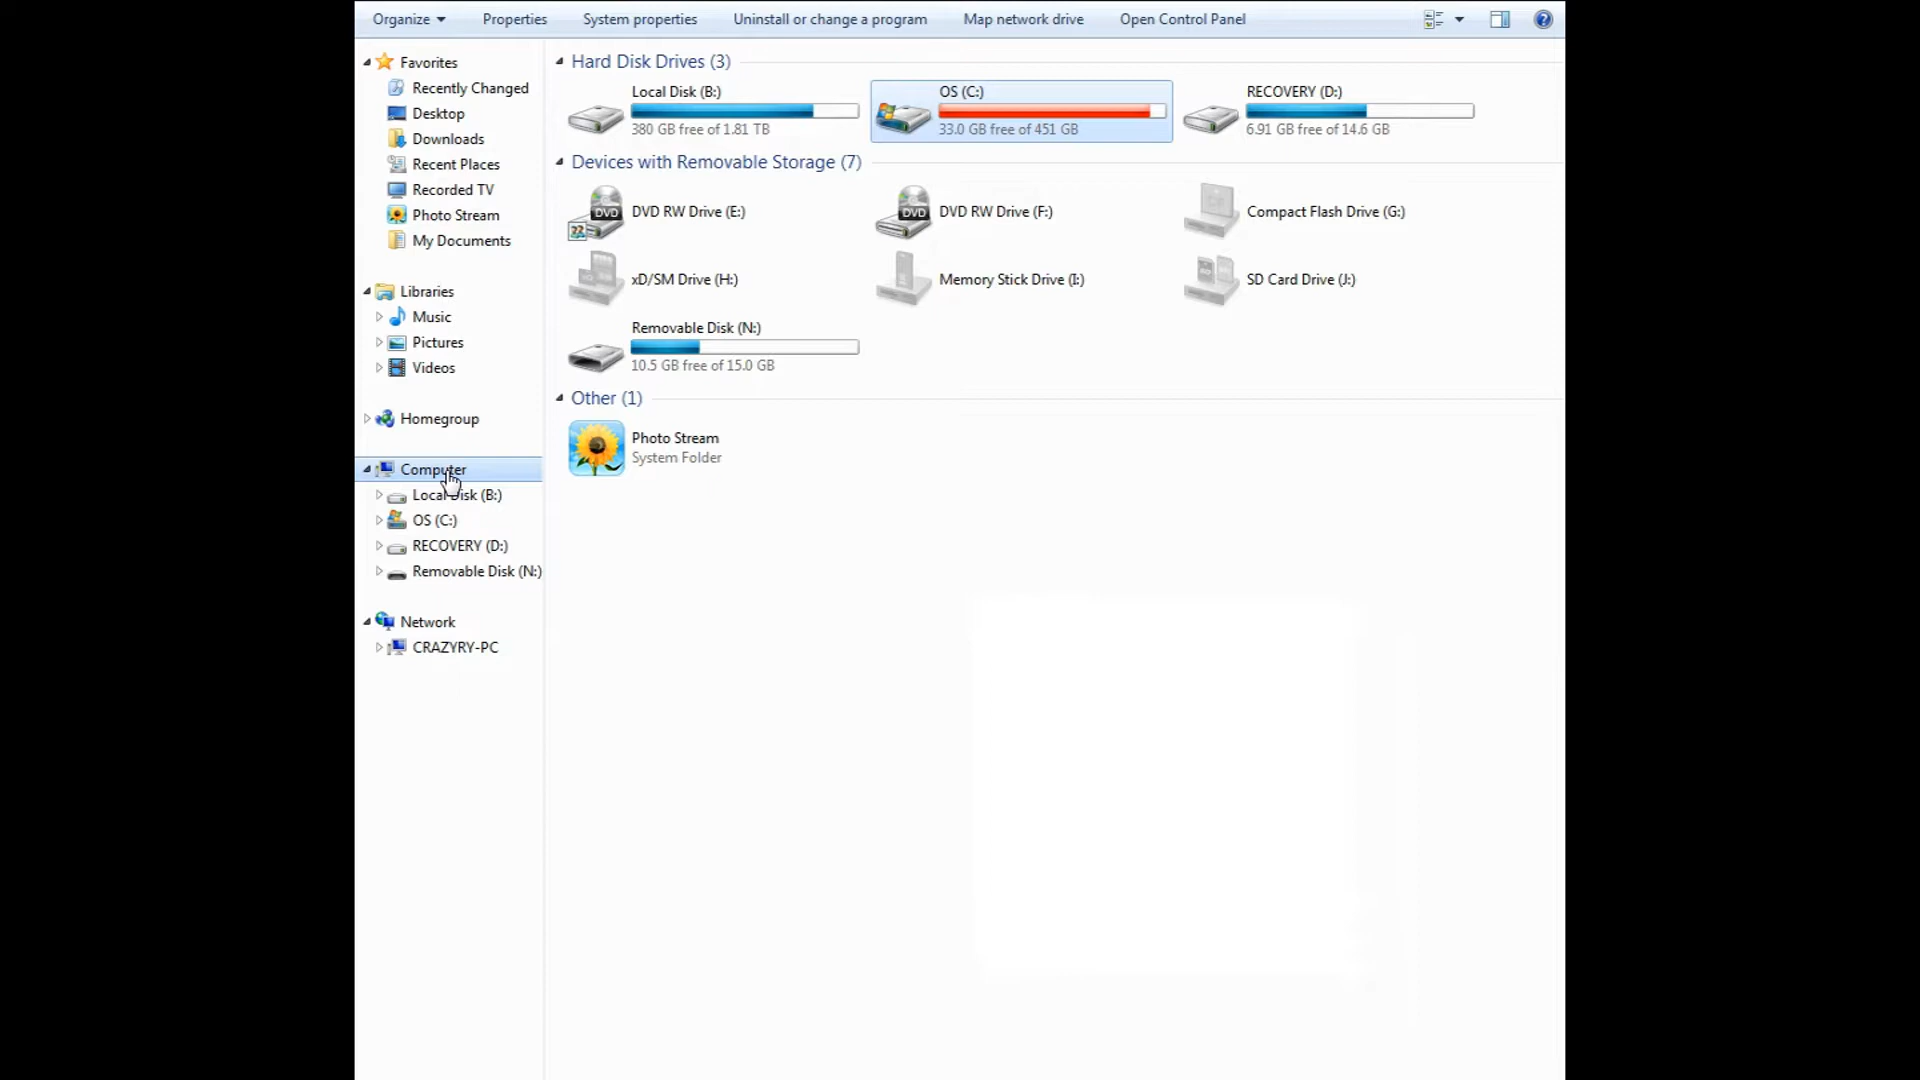 Organize
Properties
System properties
Uninstall or change a program
Map network drive
Open Control Panel
Favorites
Recently Changed
Desktop
Downloads
Recent Places
Recorded TV
Photo Stream
My Documents
Libraries
Music
Pictures
Videos
Homegroup
Computer
Local Disk (B:)
OS (C:)
RECOVERY (D:)
Removable Disk (N:)
Network
CRAZYRY-PC
Hard Disk Drives (3)
Local Disk (B:)
380 GB free of 1.81 TB
OS (C:)
33.0 GB free of 451 GB
RECOVERY (D:)
6.91 GB free of 14.6 GB
Devices with Removable Storage (7)
DVD
DVD RW Drive (E:)
DVD
DVD RW Drive (F:)
Compact Flash Drive (G:)
xD/SM Drive (H:)
Memory Stick Drive (I:)
SD Card Drive (J:)
Removable Disk (N:)
10.5 GB free of 15.0 GB
Other (1)
Photo Stream
System Folder